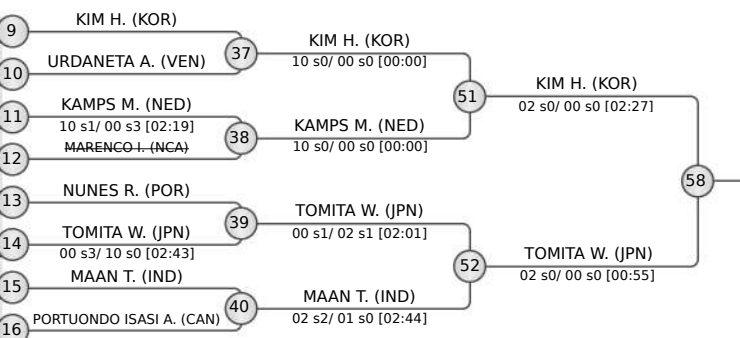 9
KIM H. (KOR)
10
URDANETA A. (VEN)
37
KIM H. (KOR)
10 s0/ 00 s0 [00:00]
11
KAMPS M. (NED)
10 s1/ 00 s3 [02:19]
12
MARENCO I. (NCA)
38
KAMPS M. (NED)
10 s0/ 00 s0 [00:00]
51
KIM H. (KOR)
02 s0/ 00 s0 [02:27]
13
NUNES R. (POR)
14
TOMITA W. (JPN)
00 s3/ 10 s0 [02:43]
39
TOMITA W. (JPN)
00 s1/ 02 s1 [02:01]
15
MAAN T. (IND)
16
PORTUONDO ISASI A. (CAN)
40
MAAN T. (IND)
02 s2/ 01 s0 [02:44]
52
TOMITA W. (JPN)
02 s0/ 00 s0 [00:55]
58